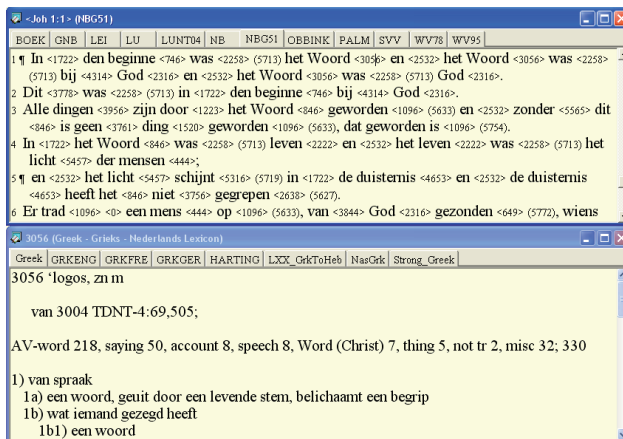 <Joh 1:1> (NBG51)
BOEK GNB LEI LU LUNT04 NB NBG51 OBBINK PALM SVV WV78 WV95
1 ¶ In <1722> den beginne <746> was <2258> (5713) het Woord <3056> en <2532> het Woord <3056> was <2258>
(5713) bij <4314> God <2316> en <2532> het Woord <3056> was <2258> (5713) God <2316>.
2 Dit <3778> was <2258> (5713) in <1722> den beginne <746> bij <4314> God <2316>.
3 Alle dingen <3956> zijn door <1223> het Woord <846> geworden <1096> (5633) en <2532> zonder <5565> dit
<846> is geen <3761> ding <1520> geworden <1096> (5633), dat geworden is <1096> (5754).
4 In <1722> het Woord <846> was <2258> (5713) leven <2222> en <2532> het leven <2222> was <2258> (5713) het
licht <5457> der mensen <444>;
5 ¶ en <2532> het licht <5457> schijnt <5316> (5719) in <1722> de duisternis <4653> en <2532> de duisternis
<4653> heeft het <846> niet <3756> gegrepen <2638> (5627).
6 Er trad <1096> <0> een mens <444> op <1096> (5633), van <3844> God <2316> gezonden <649> (5772), wiens
3056 (Greek - Grieks - Nederlands Lexicon)
Greek GRKENG GRKFRE GRKGER HARTING LXX_GrkToHeb NasGrk Strong_Greek
3056 ‘logos, zn m
van 3004 TDNT-4:69,505;
AV-word 218, saying 50, account 8, speech 8, Word (Christ) 7, thing 5, not tr 2, misc 32; 330
1) van spraak
1a) een woord, geuit door een levende stem, belichaamt een begrip
1b) wat iemand gezegd heeft
1b1) een woord